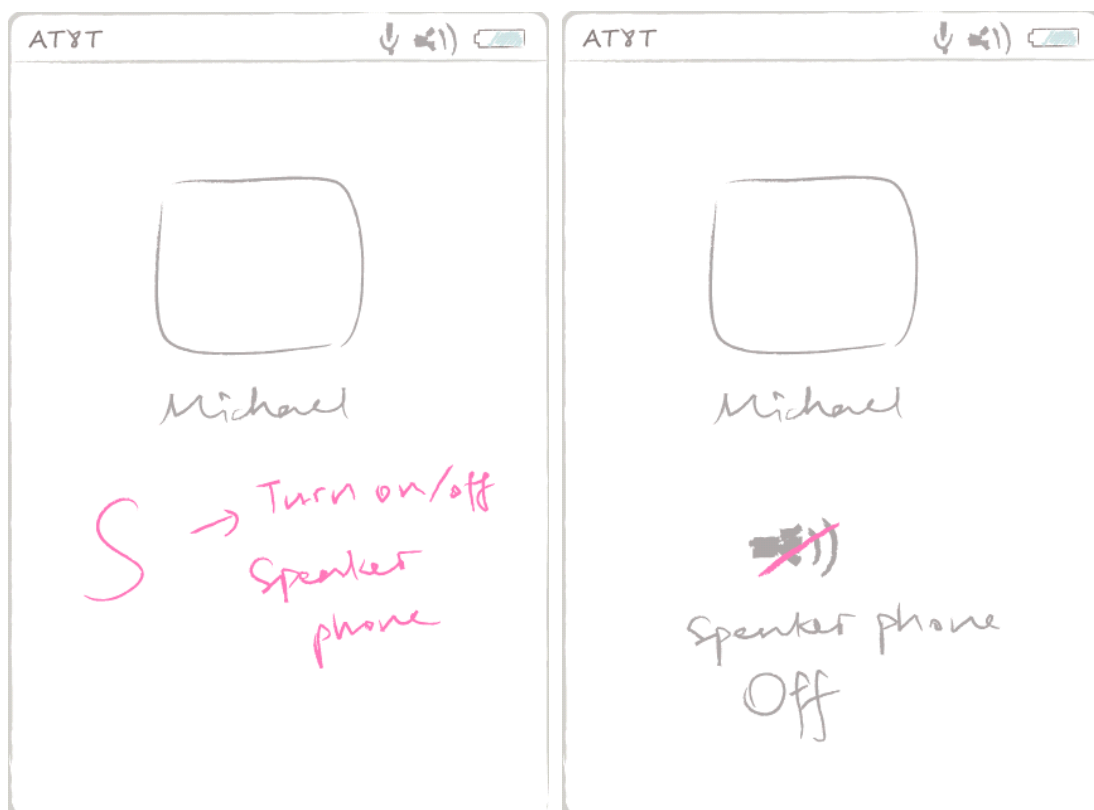 AT&T
Michael
S → Turn on/off
Speaker
phone
AT&T
Michael
Speaker phone
Off